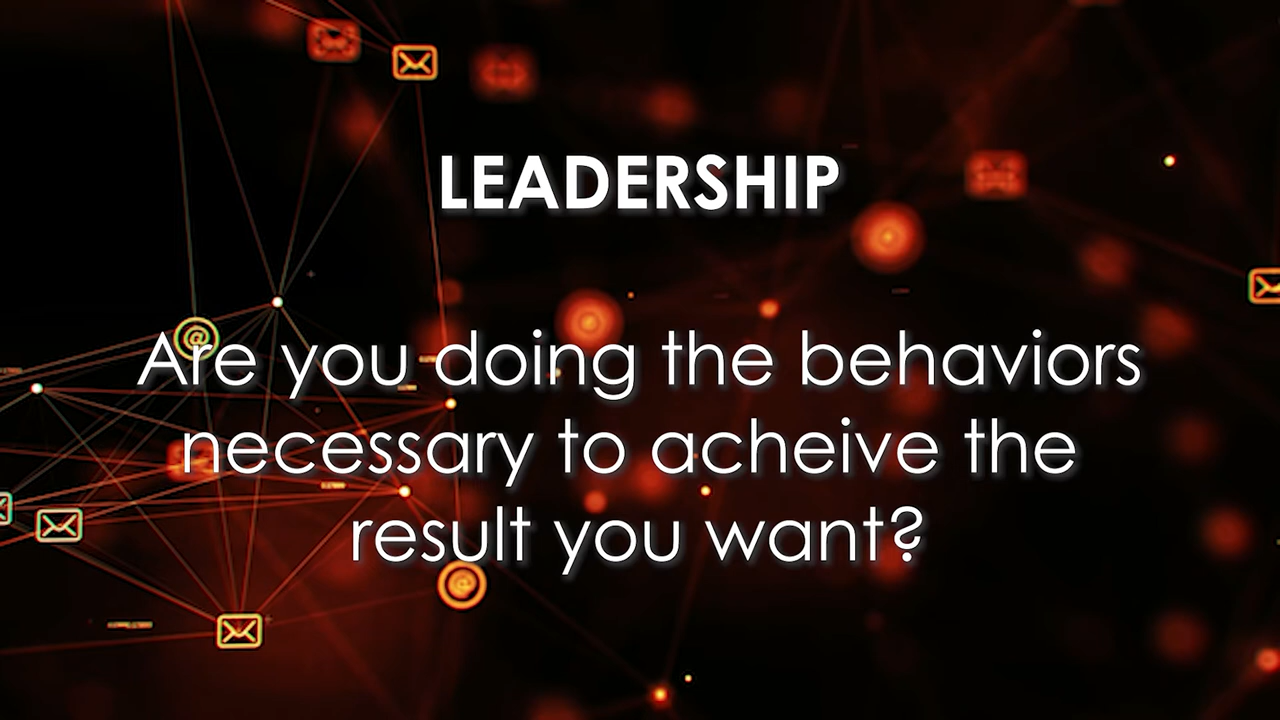 LEADERSHIP
Are you doing the behaviors
necessary to acheive the
result you want?